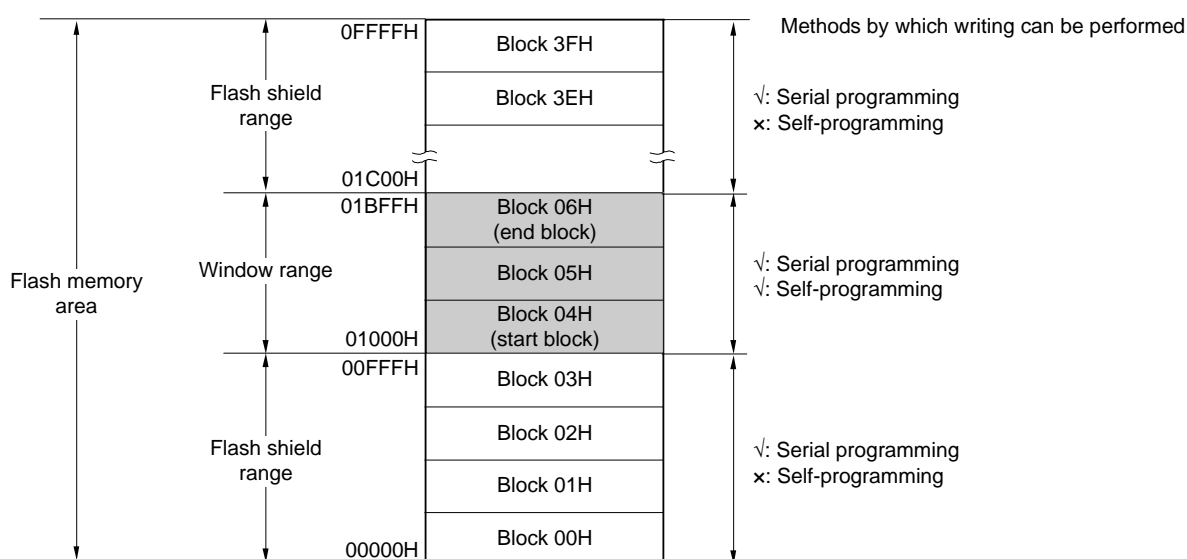 Methods by which writing can be performed
0FFFFH
Block 3FH
Flash shield
range
Block 3EH
√: Serial programming
×: Self-programming
01C00H
01BFFH
Block 06H
(end block)
Flash memory
area
Window range
Block 05H
√: Serial programming
√: Self-programming
Block 04H
(start block)
01000H
00FFFH
Block 03H
Flash shield
range
Block 02H
√: Serial programming
×: Self-programming
Block 01H
Block 00H
00000H